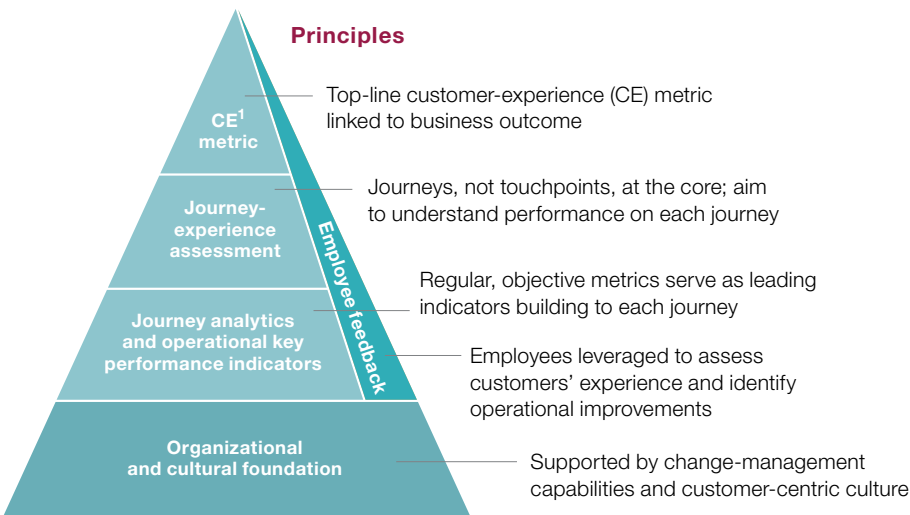 Principles
CE¹
metric
Top-line customer-experience (CE) metric
linked to business outcome
Journey-
experience
assessment
Journeys, not touchpoints, at the core; aim
to understand performance on each journey
Employee feedback
Journey analytics
and operational key
performance indicators
Regular, objective metrics serve as leading
indicators building to each journey
Employees leveraged to assess
customers’ experience and identify
operational improvements
Organizational
and cultural foundation
Supported by change-management
capabilities and customer-centric culture